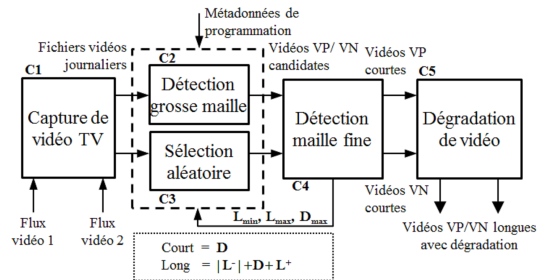 Métadonnées de
programmation
Fichiers vidéos
journaliers
Vidéos VP/ VN
candidates
Vidéos VP
courtes
C1
C2
C5
Capture de
vidéo TV
Détection
grosse maille
Sélection
aléatoire
C3
Détection
maille fine
C4
Dégradation
de vidéo
Flux
vidéo 1
Flux
vidéo 2
Lmin, Lmax, Dmax
Vidéos VN
courtes
Vidéos VP/VN longues
avec dégradation
Court = D
Long = |L-|+D+L+